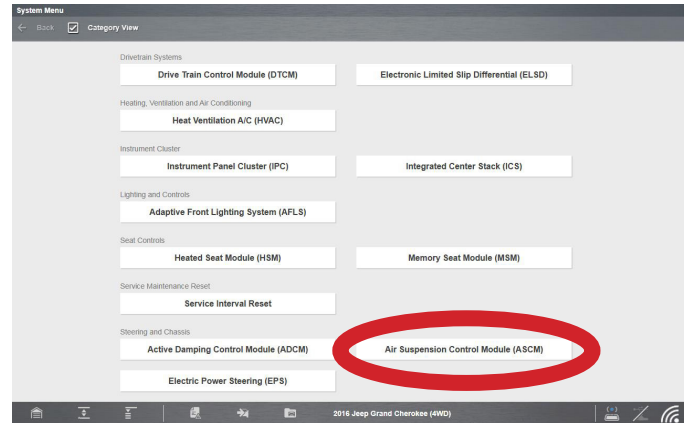 System Menu
Back Category View
Drivetrain Systems
Drive Train Control Module (DTCM) Electronic Limited Slip Differential (ELSD)
Heating, Ventilation and Air Conditioning
Heat Ventilation A/C (HVAC)
Instrument Cluster
Instrument Panel Cluster (IPC) Integrated Center Stack (ICS)
Lighting and Controls
Adaptive Front Lighting System (AFLS)
Seat Controls
Heated Seat Module (HSM) Memory Seat Module (MSM)
Service Maintenance Reset
Service Interval Reset
Steering and Chassis
Active Damping Control Module (ADCM) Air Suspension Control Module (ASCM)
Electric Power Steering (EPS)
2016 Jeep Grand Cherokee (4WD)